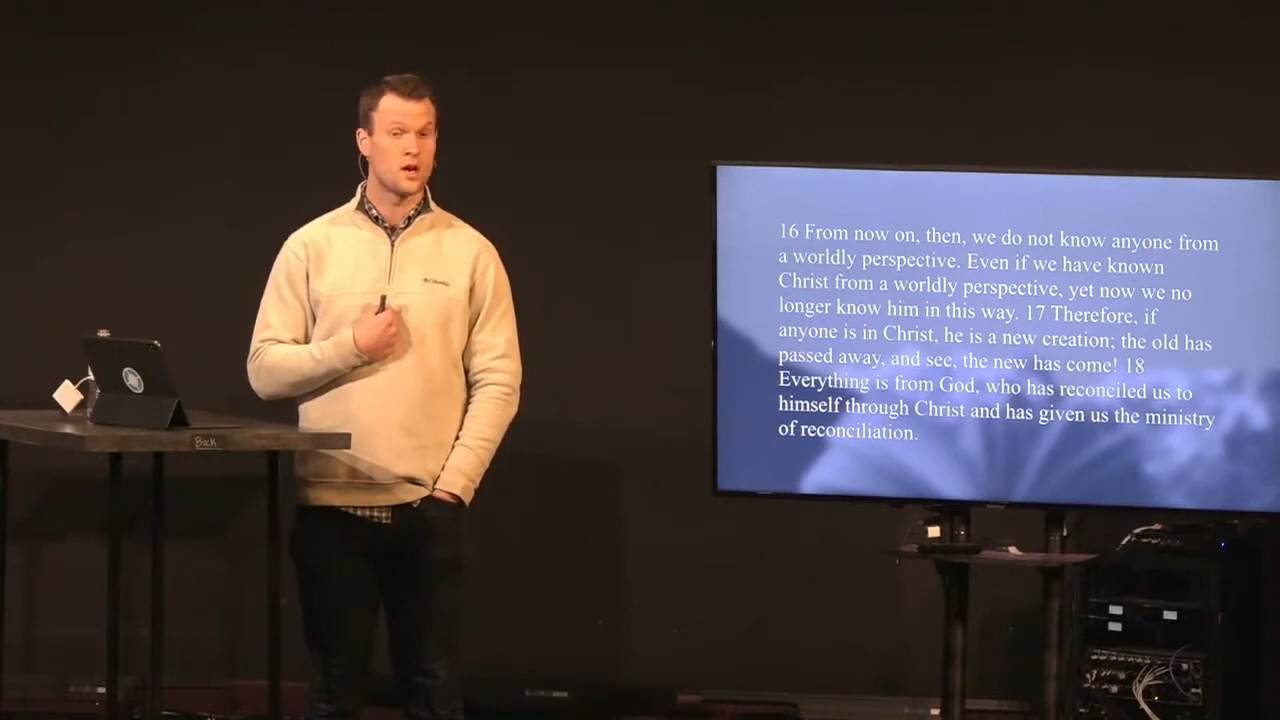 16 From now on, then, we do not know anyone from
a worldly perspective. Even if we have known
Christ from a worldly perspective, yet now we no
longer know him in this way. 17 Therefore, if
anyone is in Christ, he is a new creation; the old has
passed away, and see, the new has come! 18
Everything is from God, who has reconciled us to
himself through Christ and has given us the ministry
of reconciliation.
Columbia
Back